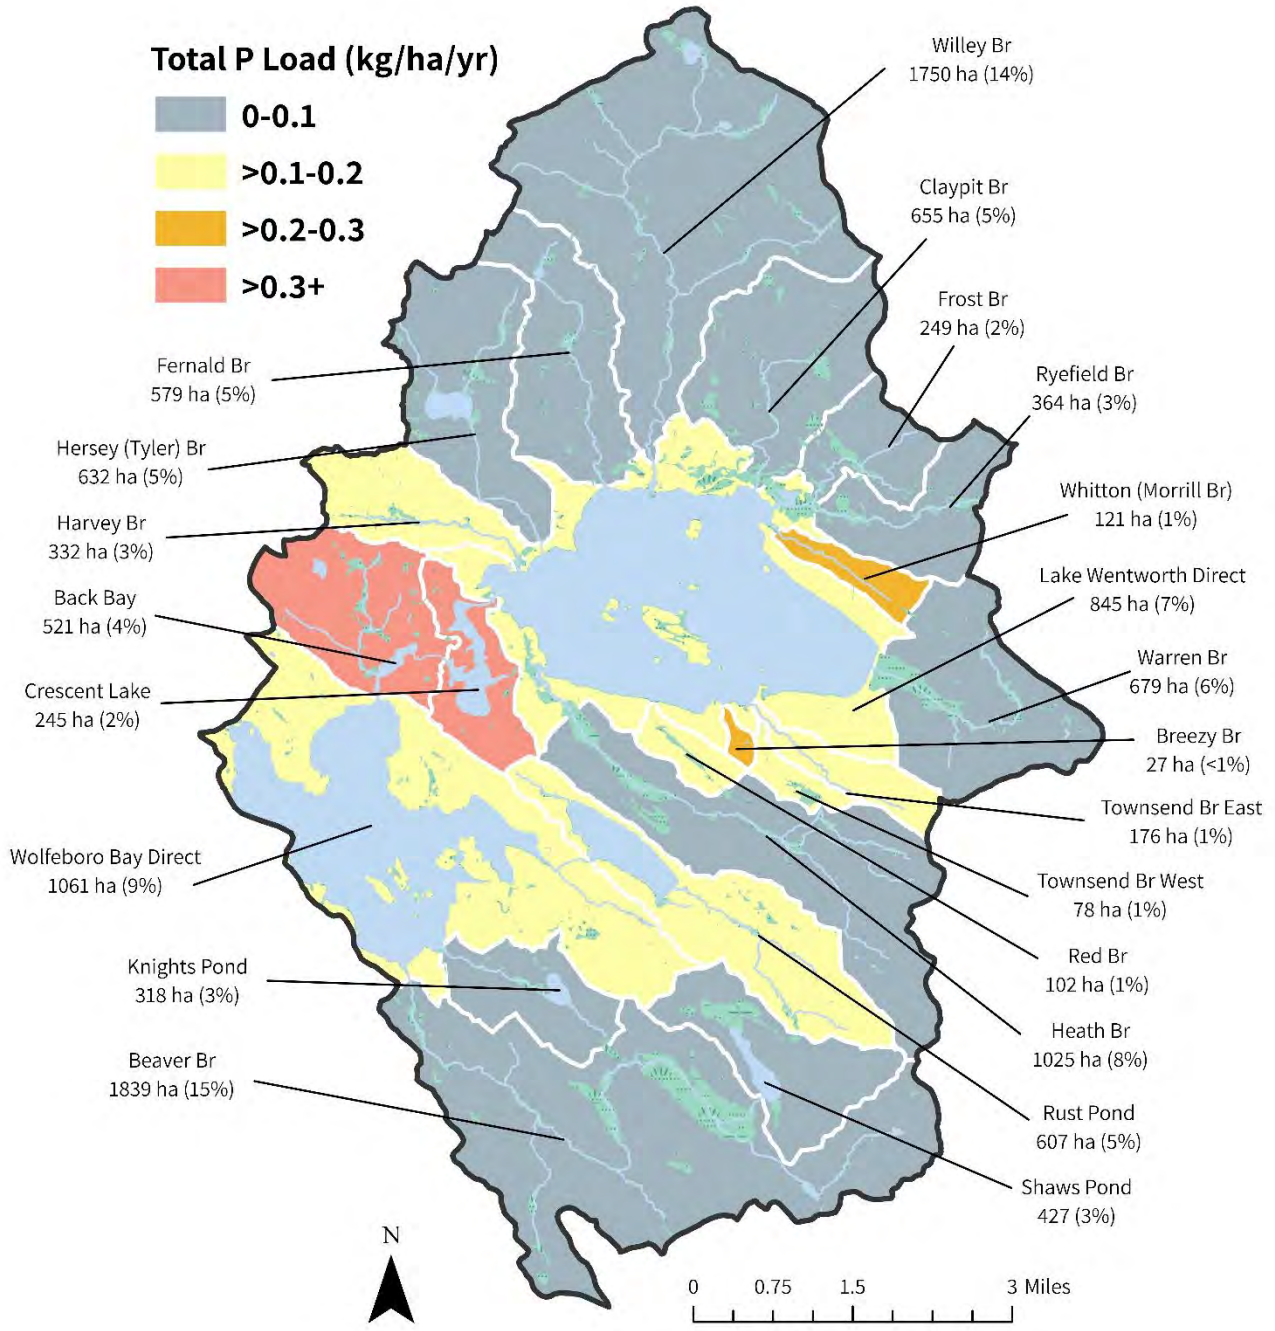 Total P Load (kg/ha/yr)
0-0.1
>0.1-0.2
>0.2-0.3
>0.3+
Willey Br
1750 ha (14%)
Claypit Br
655 ha (5%)
Frost Br
249 ha (2%)
Ryefield Br
364 ha (3%)
Whitton (Morrill Br)
121 ha (1%)
Lake Wentworth Direct
845 ha (7%)
Warren Br
679 ha (6%)
Breezy Br
27 ha (<1%)
Townsend Br East
176 ha (1%)
Townsend Br West
78 ha (1%)
Red Br
102 ha (1%)
Heath Br
1025 ha (8%)
Rust Pond
607 ha (5%)
Shaws Pond
427 (3%)
Fernald Br
579 ha (5%)
Hersey (Tyler) Br
632 ha (5%)
Harvey Br
332 ha (3%)
Back Bay
521 ha (4%)
Crescent Lake
245 ha (2%)
Wolfeboro Bay Direct
1061 ha (9%)
Knights Pond
318 ha (3%)
Beaver Br
1839 ha (15%)
N
0 0.75 1.5 3 Miles